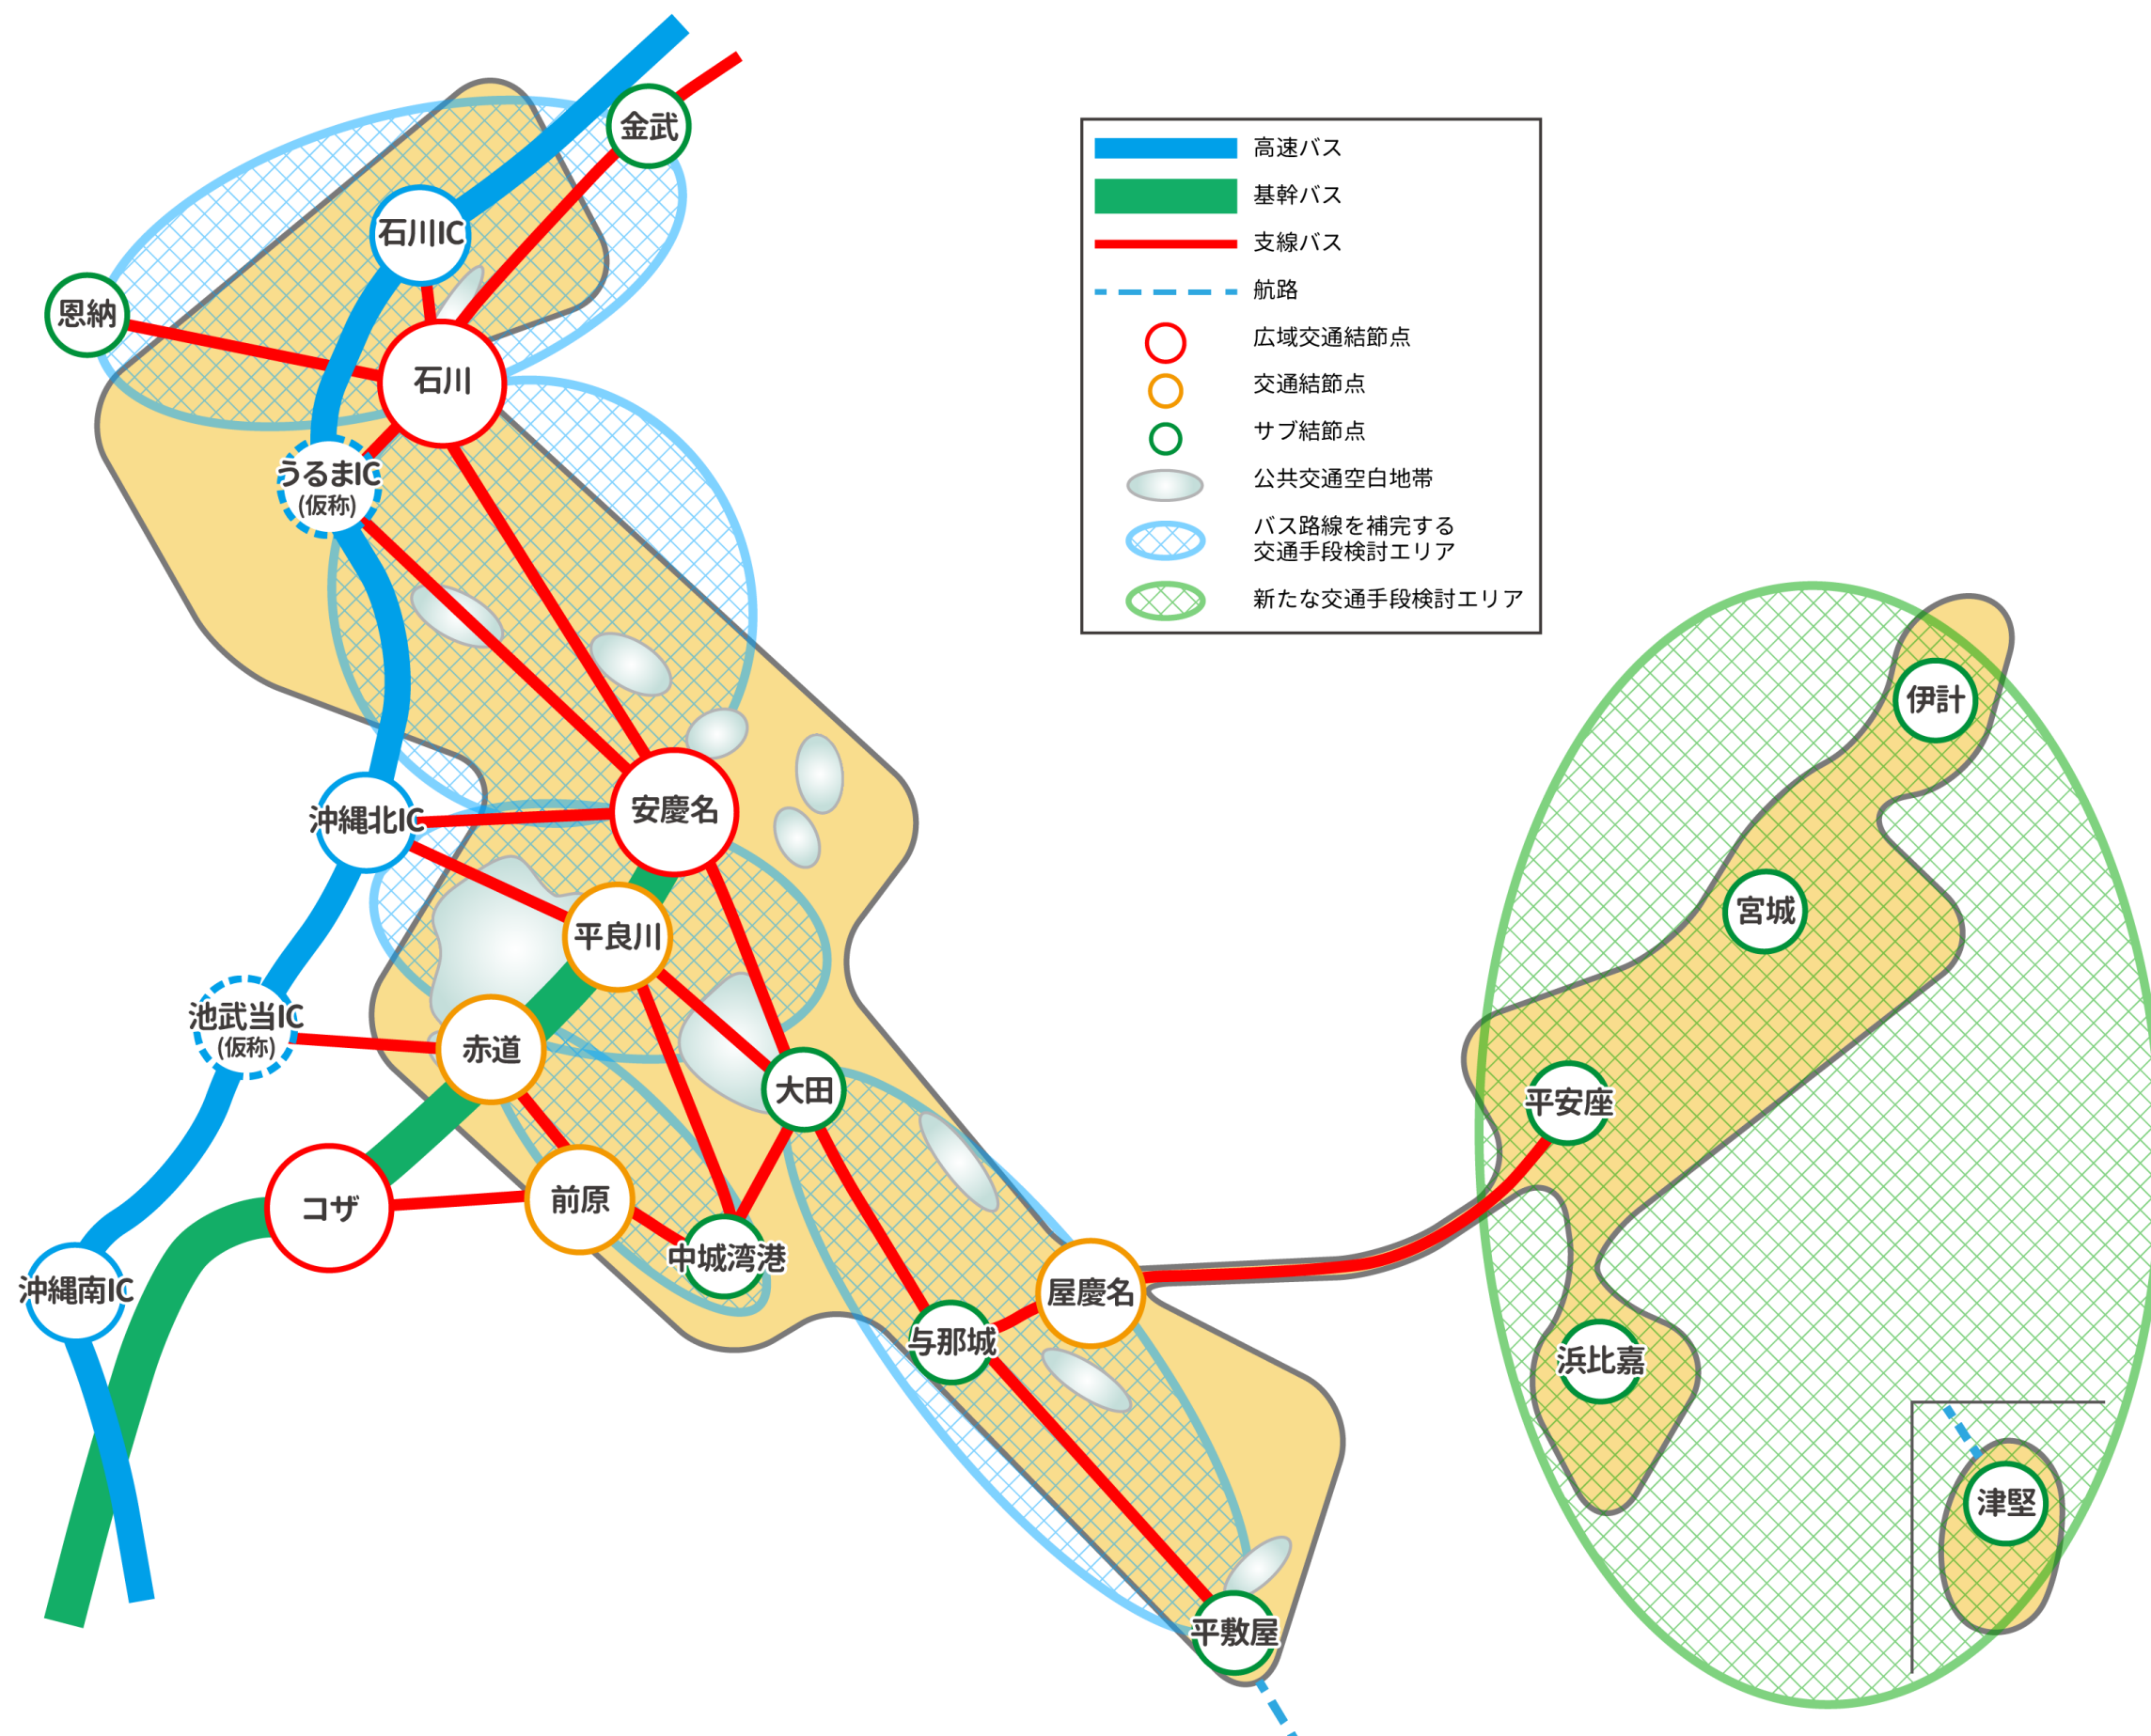 金武
石川IC
恩納
石川
うるまIC
(仮称)
沖縄北IC
安慶名
平良川
池武当IC
(仮称)
赤道
大田
コザ
前原
中城湾港
沖縄南IC
与那城
屋慶名
平敷屋
高速バス
基幹バス
支線バス
航路
広域交通結節点
交通結節点
サブ結節点
公共交通空白地帯
バス路線を補完する
交通手段検討エリア
新たな交通手段検討エリア
伊計
宮城
平安座
浜比嘉
津堅